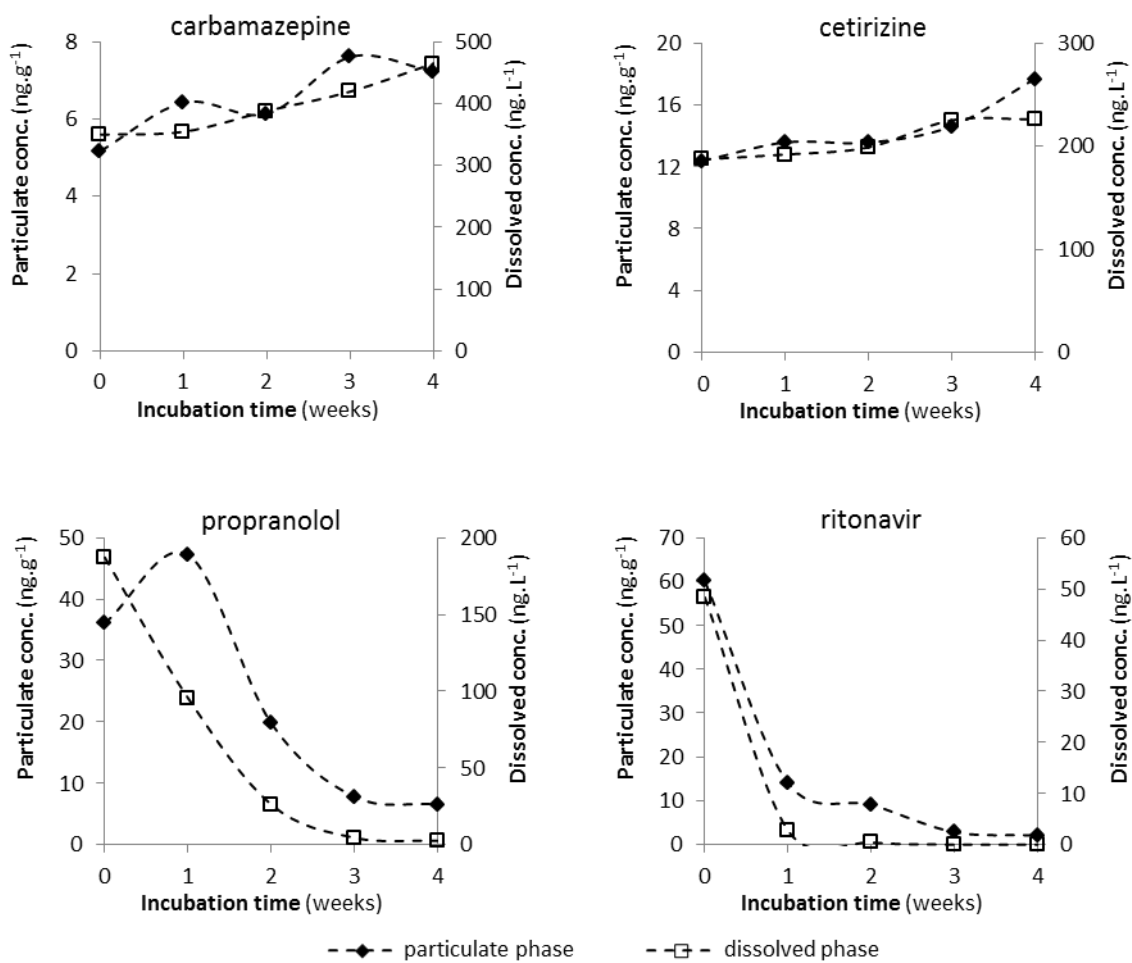 carbamazepine
Particulate conc. (ng.g⁻¹)
8
6
4
2
0
500
400
300
200
100
0
Dissolved conc. (ng.L⁻¹)
0 1 2 3 4
Incubation time (weeks)
cetirizine
Particulate conc. (ng.g⁻¹)
20
16
12
8
4
0
300
200
100
0
Dissolved conc. (ng.L⁻¹)
0 1 2 3 4
Incubation time (weeks)
propranolol
Particulate conc. (ng.g⁻¹)
50
40
30
20
10
0
200
150
100
50
0
Dissolved conc. (ng.L⁻¹)
0 1 2 3 4
Incubation time (weeks)
ritonavir
Particulate conc. (ng.g⁻¹)
70
60
50
40
30
20
10
0
60
50
40
30
20
10
0
Dissolved conc. (ng.L⁻¹)
0 1 2 3 4
Incubation time (weeks)
particulate phase
dissolved phase